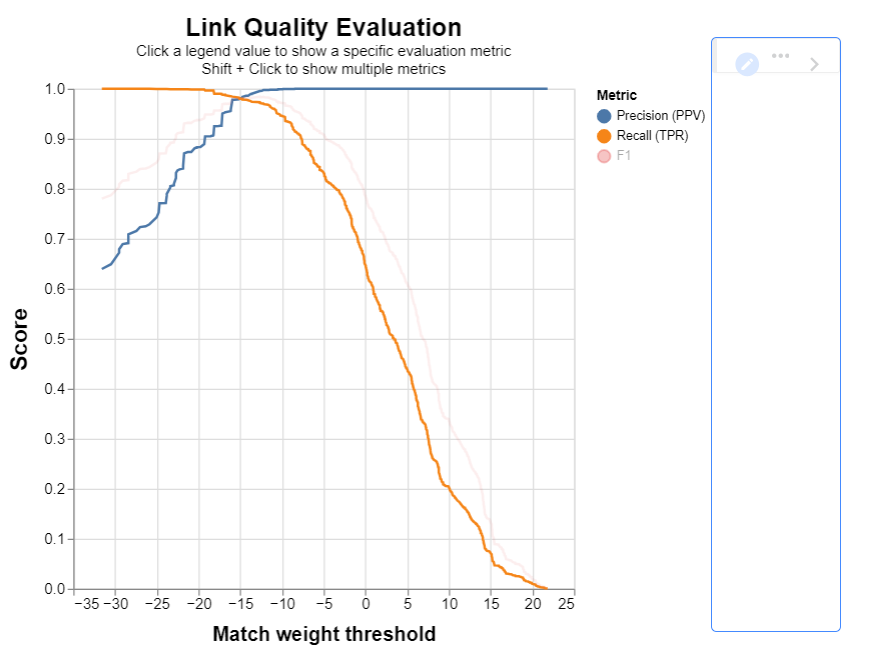 Link Quality Evaluation
Click a legend value to show a specific evaluation metric
Shift + Click to show multiple metrics
Metric
Precision (PPV)
Recall (TPR)
F1
Score
1.0
0.9
0.8
0.7
0.6
0.5
0.4
0.3
0.2
0.1
0.0
−35 −30 −25 −20 −15 −10 −5 0 5 10 15 20 25
Match weight threshold